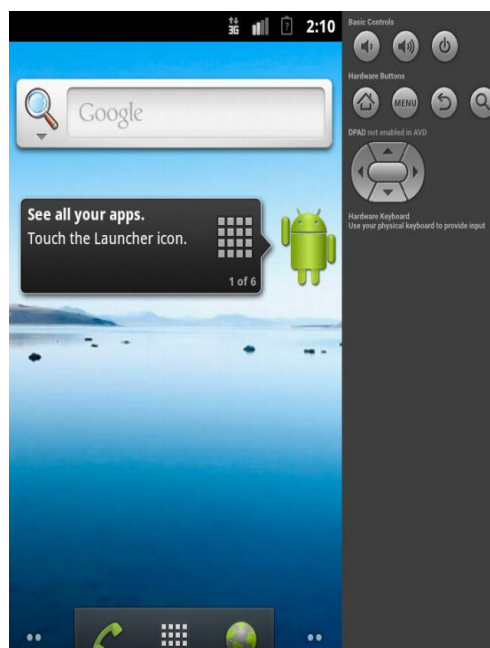 3G
2:10
Google
See all your apps.
Touch the Launcher icon.
1 of 6
Basic Controls
Hardware Buttons
MENU
DPAD not enabled in AVD
Hardware Keyboard
Use your physical keyboard to provide input